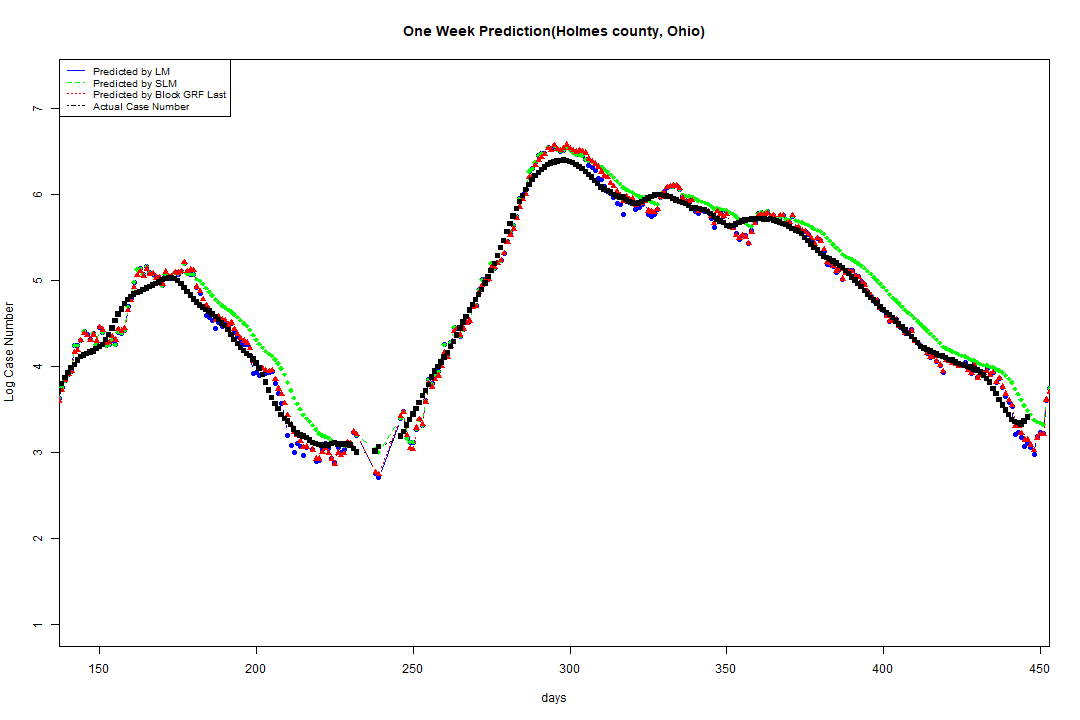 One Week Prediction(Holmes county, Ohio)
Predicted by LM
Predicted by SLM
Predicted by Block GRF Last
Actual Case Number
7
6
5
4
3
2
1
Log Case Number
150 200 250 300 350 400 450
days